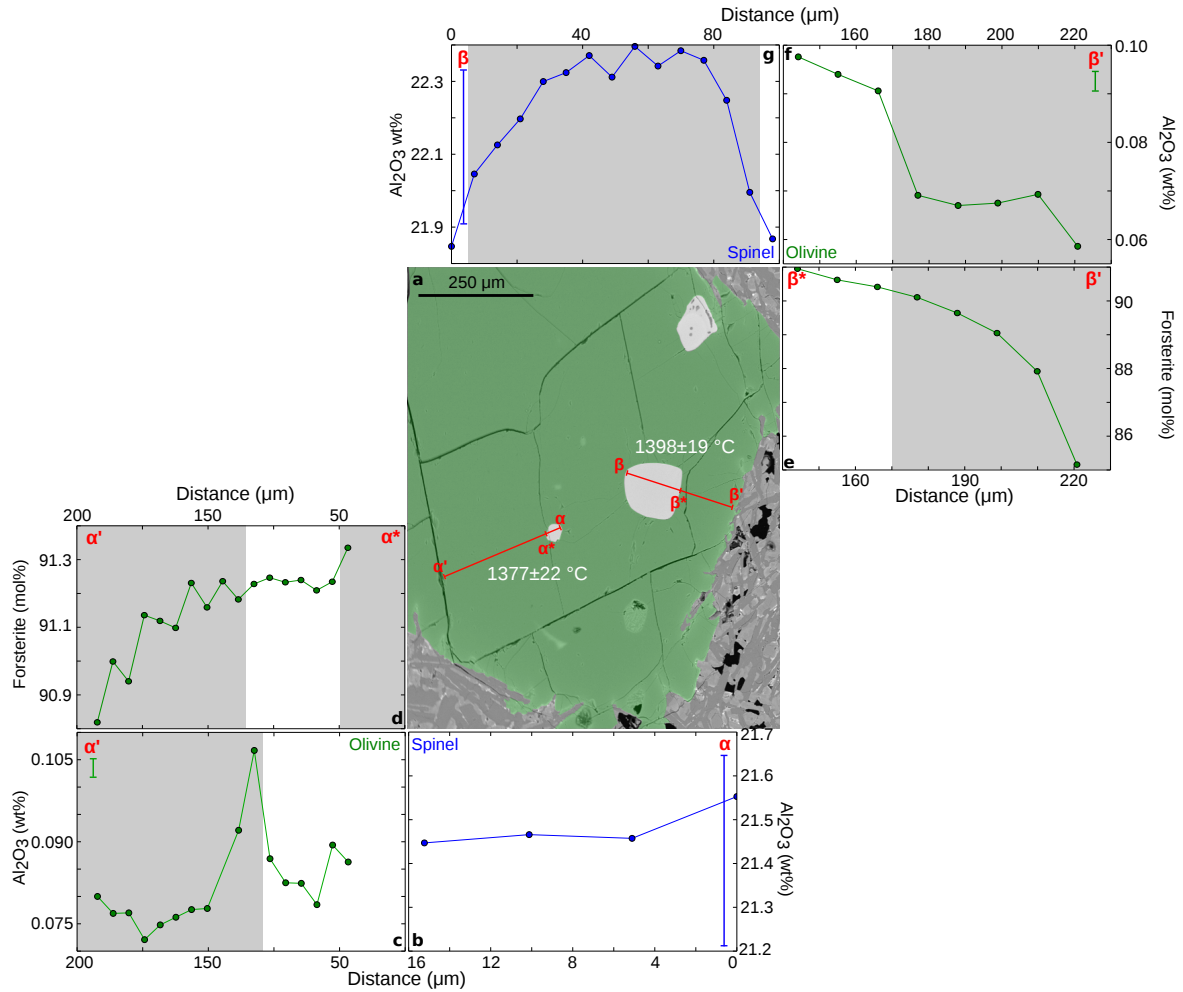 Distance (μm)
0
40
80
β
g
22.3
22.1
21.9
Al2O3 wt%
Spinel
160
180
200
220
f
β'
0.10
0.08
0.06
Al2O3 (wt%)
Olivine
a
250 μm
1398±19 °C
β
β*
β'
α
α*
α'
1377±22 °C
β*
β'
90
88
86
Forsterite (mol%)
e
160
190
220
Distance (μm)
Distance (μm)
200
150
50
α'
α*
91.3
91.1
90.9
Forsterite (mol%)
d
α'
Olivine
0.105
0.090
0.075
Al2O3 (wt%)
c
200
150
50
Distance (μm)
Spinel
α
21.7
21.6
21.5
21.4
21.3
21.2
Al2O3 (wt%)
b
16
12
8
4
0
Distance (μm)